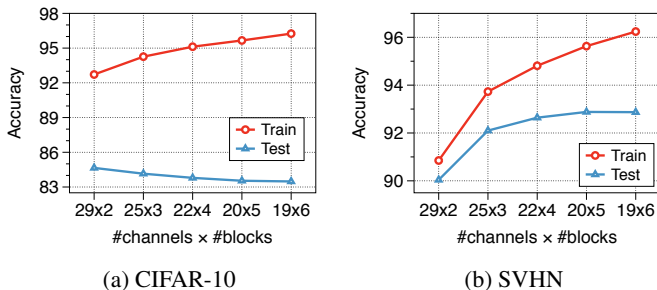 98
95
92
89
86
83
Accuracy
Train
Test
29x2 25x3 22x4 20x5 19x6
#channels × #blocks
(a) CIFAR-10
96
94
92
90
Accuracy
Train
Test
29x2 25x3 22x4 20x5 19x6
#channels × #blocks
(b) SVHN